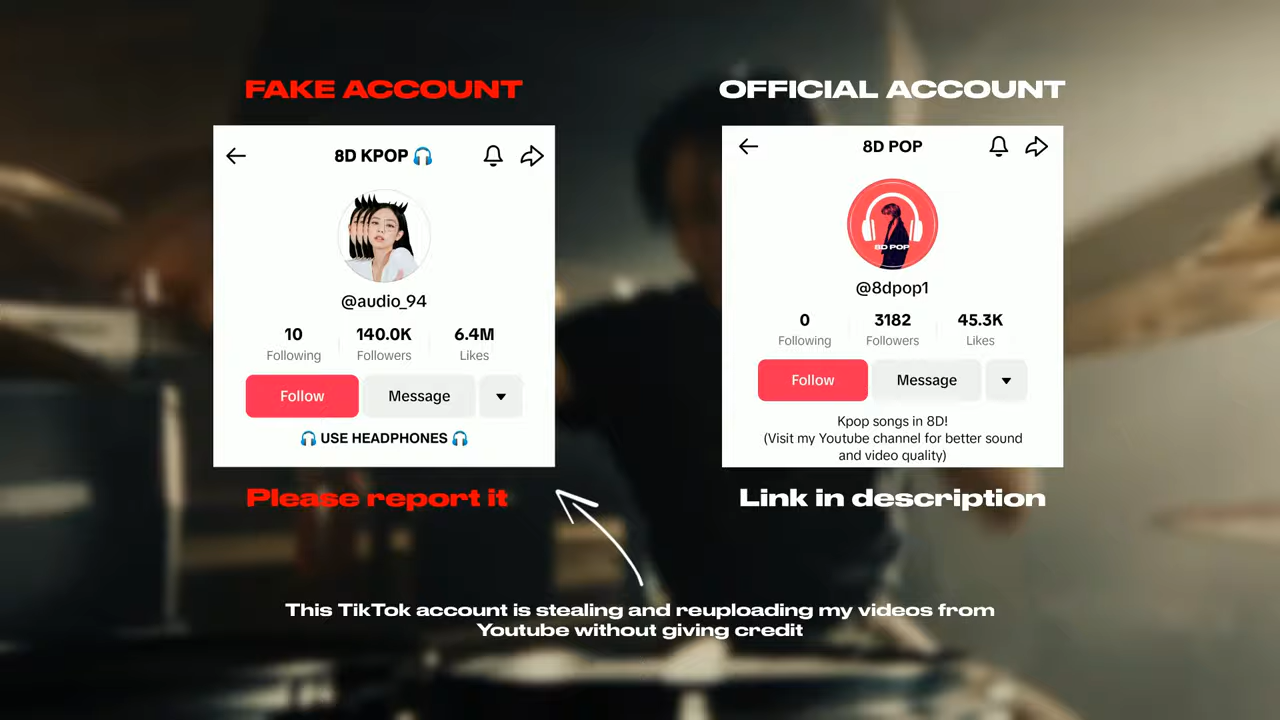 FAKE ACCOUNT
8D KPOP 🎧
@audio_94
10 140.0K 6.4M
Following Followers Likes
Follow Message
🎧 USE HEADPHONES 🎧
Please report it
OFFICIAL ACCOUNT
8D POP
8D POP
@8dpop1
0 3182 45.3K
Following Followers Likes
Follow Message
Kpop songs in 8D!
(Visit my Youtube channel for better sound
and video quality)
Link in description
This TikTok account is stealing and reuploading my videos from
Youtube without giving credit